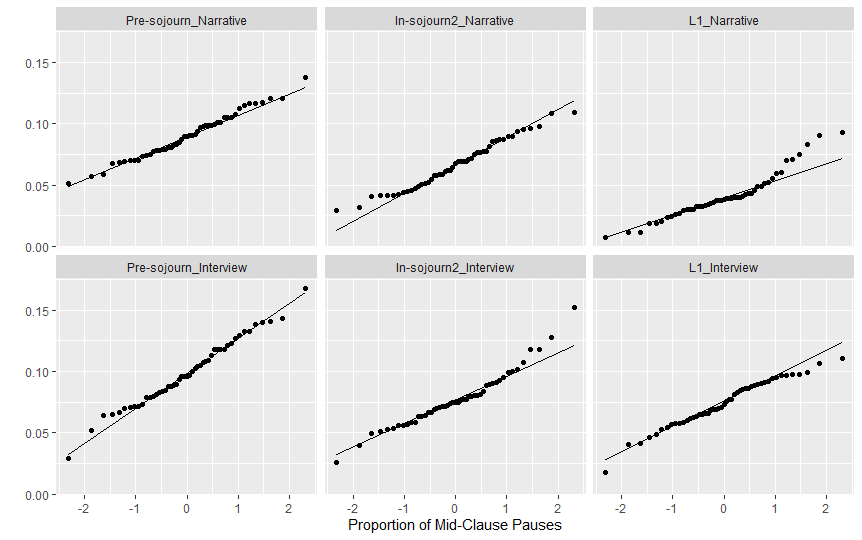 Pre-sojourn_Narrative In-sojourn2_Narrative L1_Narrative
0.15
0.10
0.05
0.00
Pre-sojourn_Interview In-sojourn2_Interview L1_Interview
0.15
0.10
0.05
0.00
-2 -1 0 1 2 -2 -1 0 1 2 -2 -1 0 1 2
Proportion of Mid-Clause Pauses